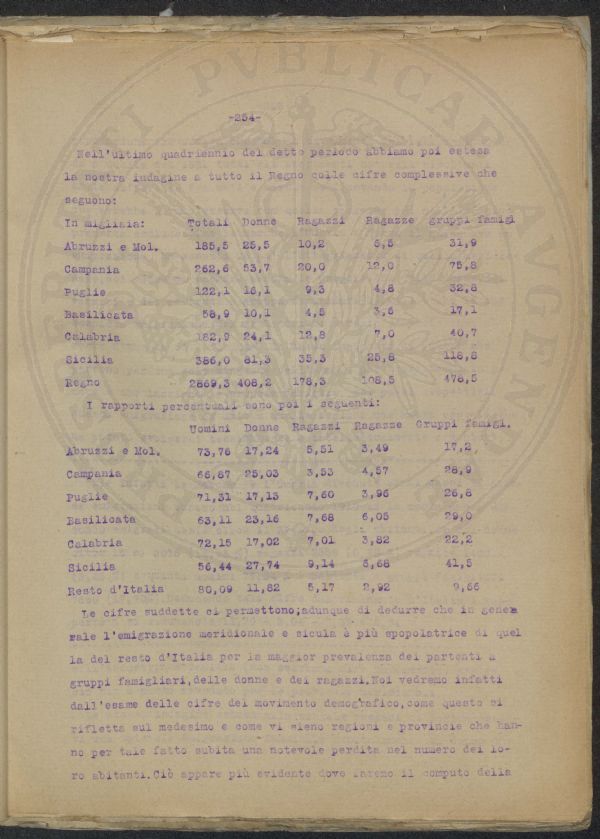 -254-
Nell'ultimo quadriennio del detto periodo abbiamo poi estesa
la nostra indagine a tutto il Regno colle cifre complessive che
seguono:
In migliaia: Totali Donne Ragazzi Ragazze gruppi famigl
Abruzzi e Mol. 185,5 25,5 10,2 6,5 31,9
Campania 262,6 53,7 20,0 12,0 75,8
Puglie 122,1 16,1 9,3 4,8 32,8
Basilicata 58,9 10,1 4,5 3,6 17,1
Calabria 182,9 24,1 12,8 7,0 40,7
Sicilia 386,0 81,3 35,3 25,8 118,8
Regno 2869,3 408,2 178,3 108,5 478,5
I rapporti percentuali sono poi i seguenti:
Uomini Donne Ragazzi Ragazze Gruppi famigl.
Abruzzi e Mol. 73,76 17,24 5,51 3,49 17,2
Campania 66,87 25,03 3,53 4,57 28,9
Puglie 71,31 17,13 7,60 3,96 26,8
Basilicata 63,11 23,16 7,68 6,05 29,0
Calabria 72,15 17,02 7,01 3,82 22,2
Sicilia 56,44 27,74 9,14 6,68 41,5
Resto d'Italia 80,09 11,82 5,17 2,92 9,66
Le cifre suddette ci permettono;adunque di dedurre che in gene
rale l'emigrazione meridionale e sicula è più spopolatrice di quel
la del resto d'Italia per la maggior prevalenza dei partenti a
gruppi famigliari,delle donne e dei ragazzi.Noi vedremo infatti
dall'esame delle cifre del movimento demografico,come questo si
rifletta sul medesimo e come vi sieno regioni e provincie che han-
no per tale fatto subita una notevole perdita nel numero dei lo-
ro abitanti.Ciò appare più evidente dove faremo il computo della